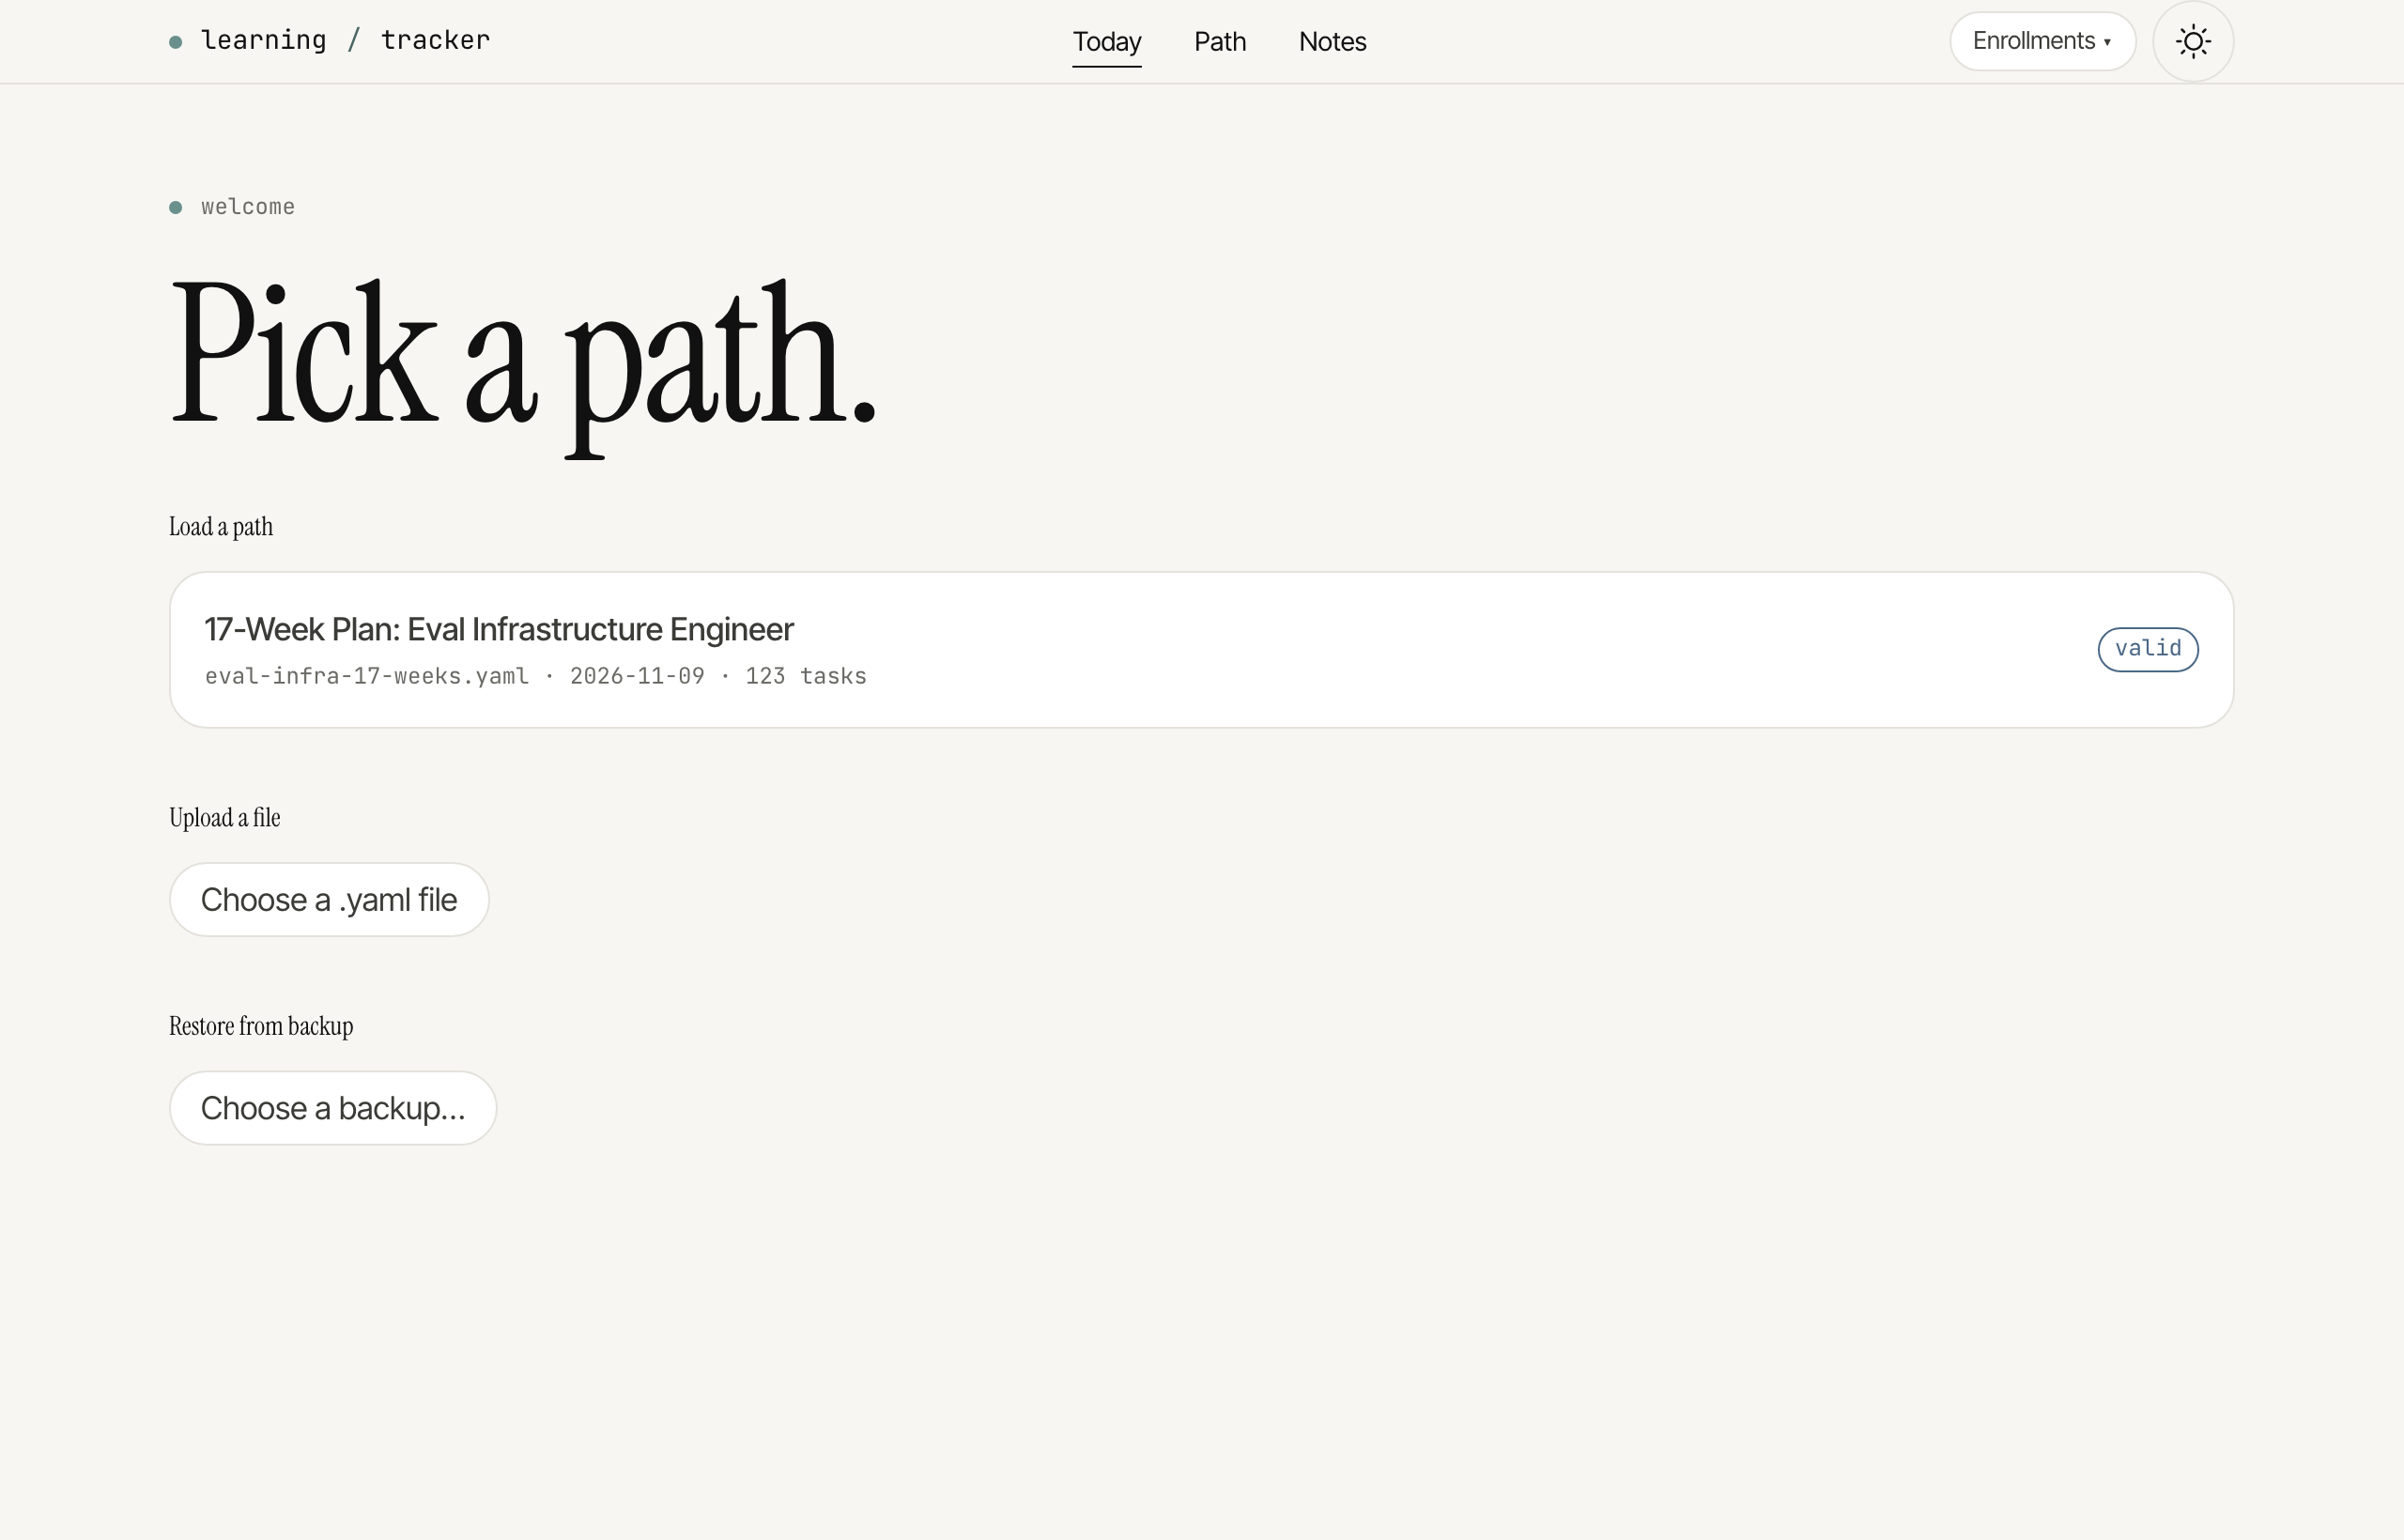 learning / tracker
Today Path Notes
Enrollments ▾
welcome
Pick a path.
Load a path
17-Week Plan: Eval Infrastructure Engineer
eval-infra-17-weeks.yaml · 2026-11-09 · 123 tasks
valid
Upload a file
Choose a .yaml file
Restore from backup
Choose a backup…